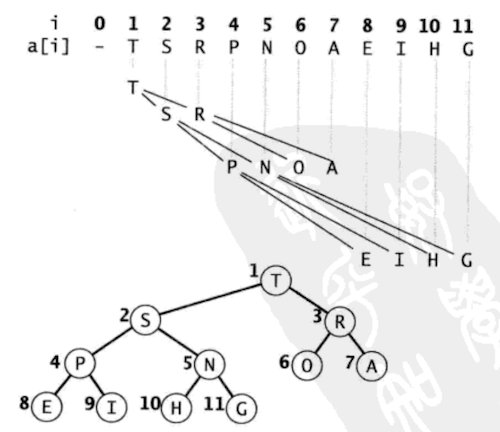 i 0 1 2 3 4 5 6 7 8 9 10 11
a[i] – T S R P N O A E I H G
T
S R
P N O A
E I H G
1 T
2 S 3 R
4 P 5 N 6 O 7 A
8 E 9 I 10 H 11 G